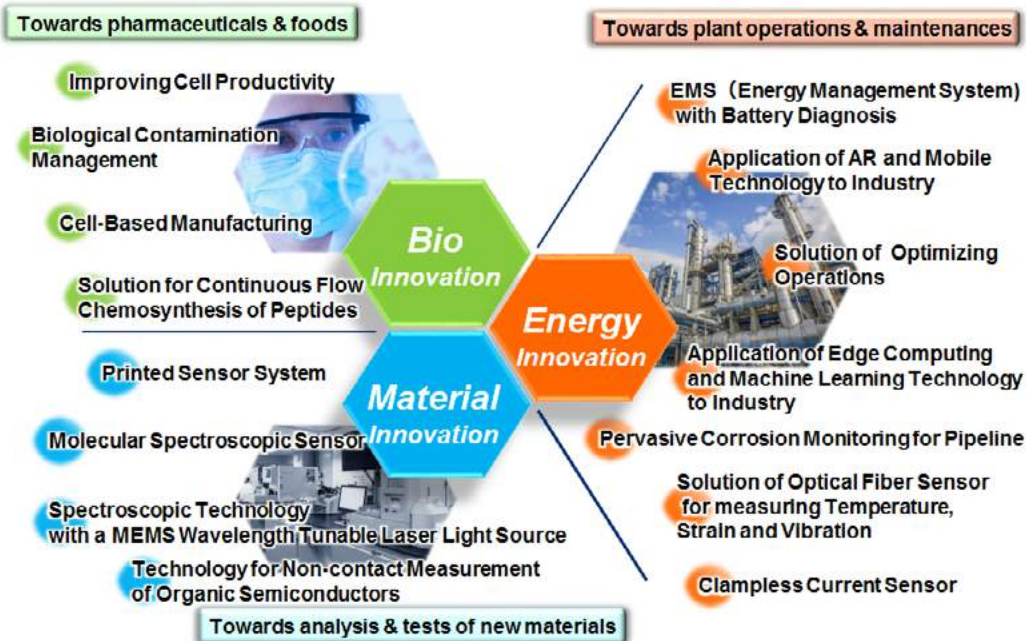 Towards pharmaceuticals & foods
Improving Cell Productivity
Biological Contamination
Management
Cell-Based Manufacturing
Solution for Continuous Flow
Chemosynthesis of Peptides
Bio
Innovation
Towards plant operations & maintenances
EMS（Energy Management System)
with Battery Diagnosis
Application of AR and Mobile
Technology to Industry
Solution of Optimizing
Operations
Energy
Innovation
Application of Edge Computing
and Machine Learning Technology
to Industry
Pervasive Corrosion Monitoring for Pipeline
Solution of Optical Fiber Sensor
for measuring Temperature,
Strain and Vibration
Clampless Current Sensor
Material
Innovation
Printed Sensor System
Molecular Spectroscopic Sensor
Spectroscopic Technology
with a MEMS Wavelength Tunable Laser Light Source
Technology for Non-contact Measurement
of Organic Semiconductors
Towards analysis & tests of new materials